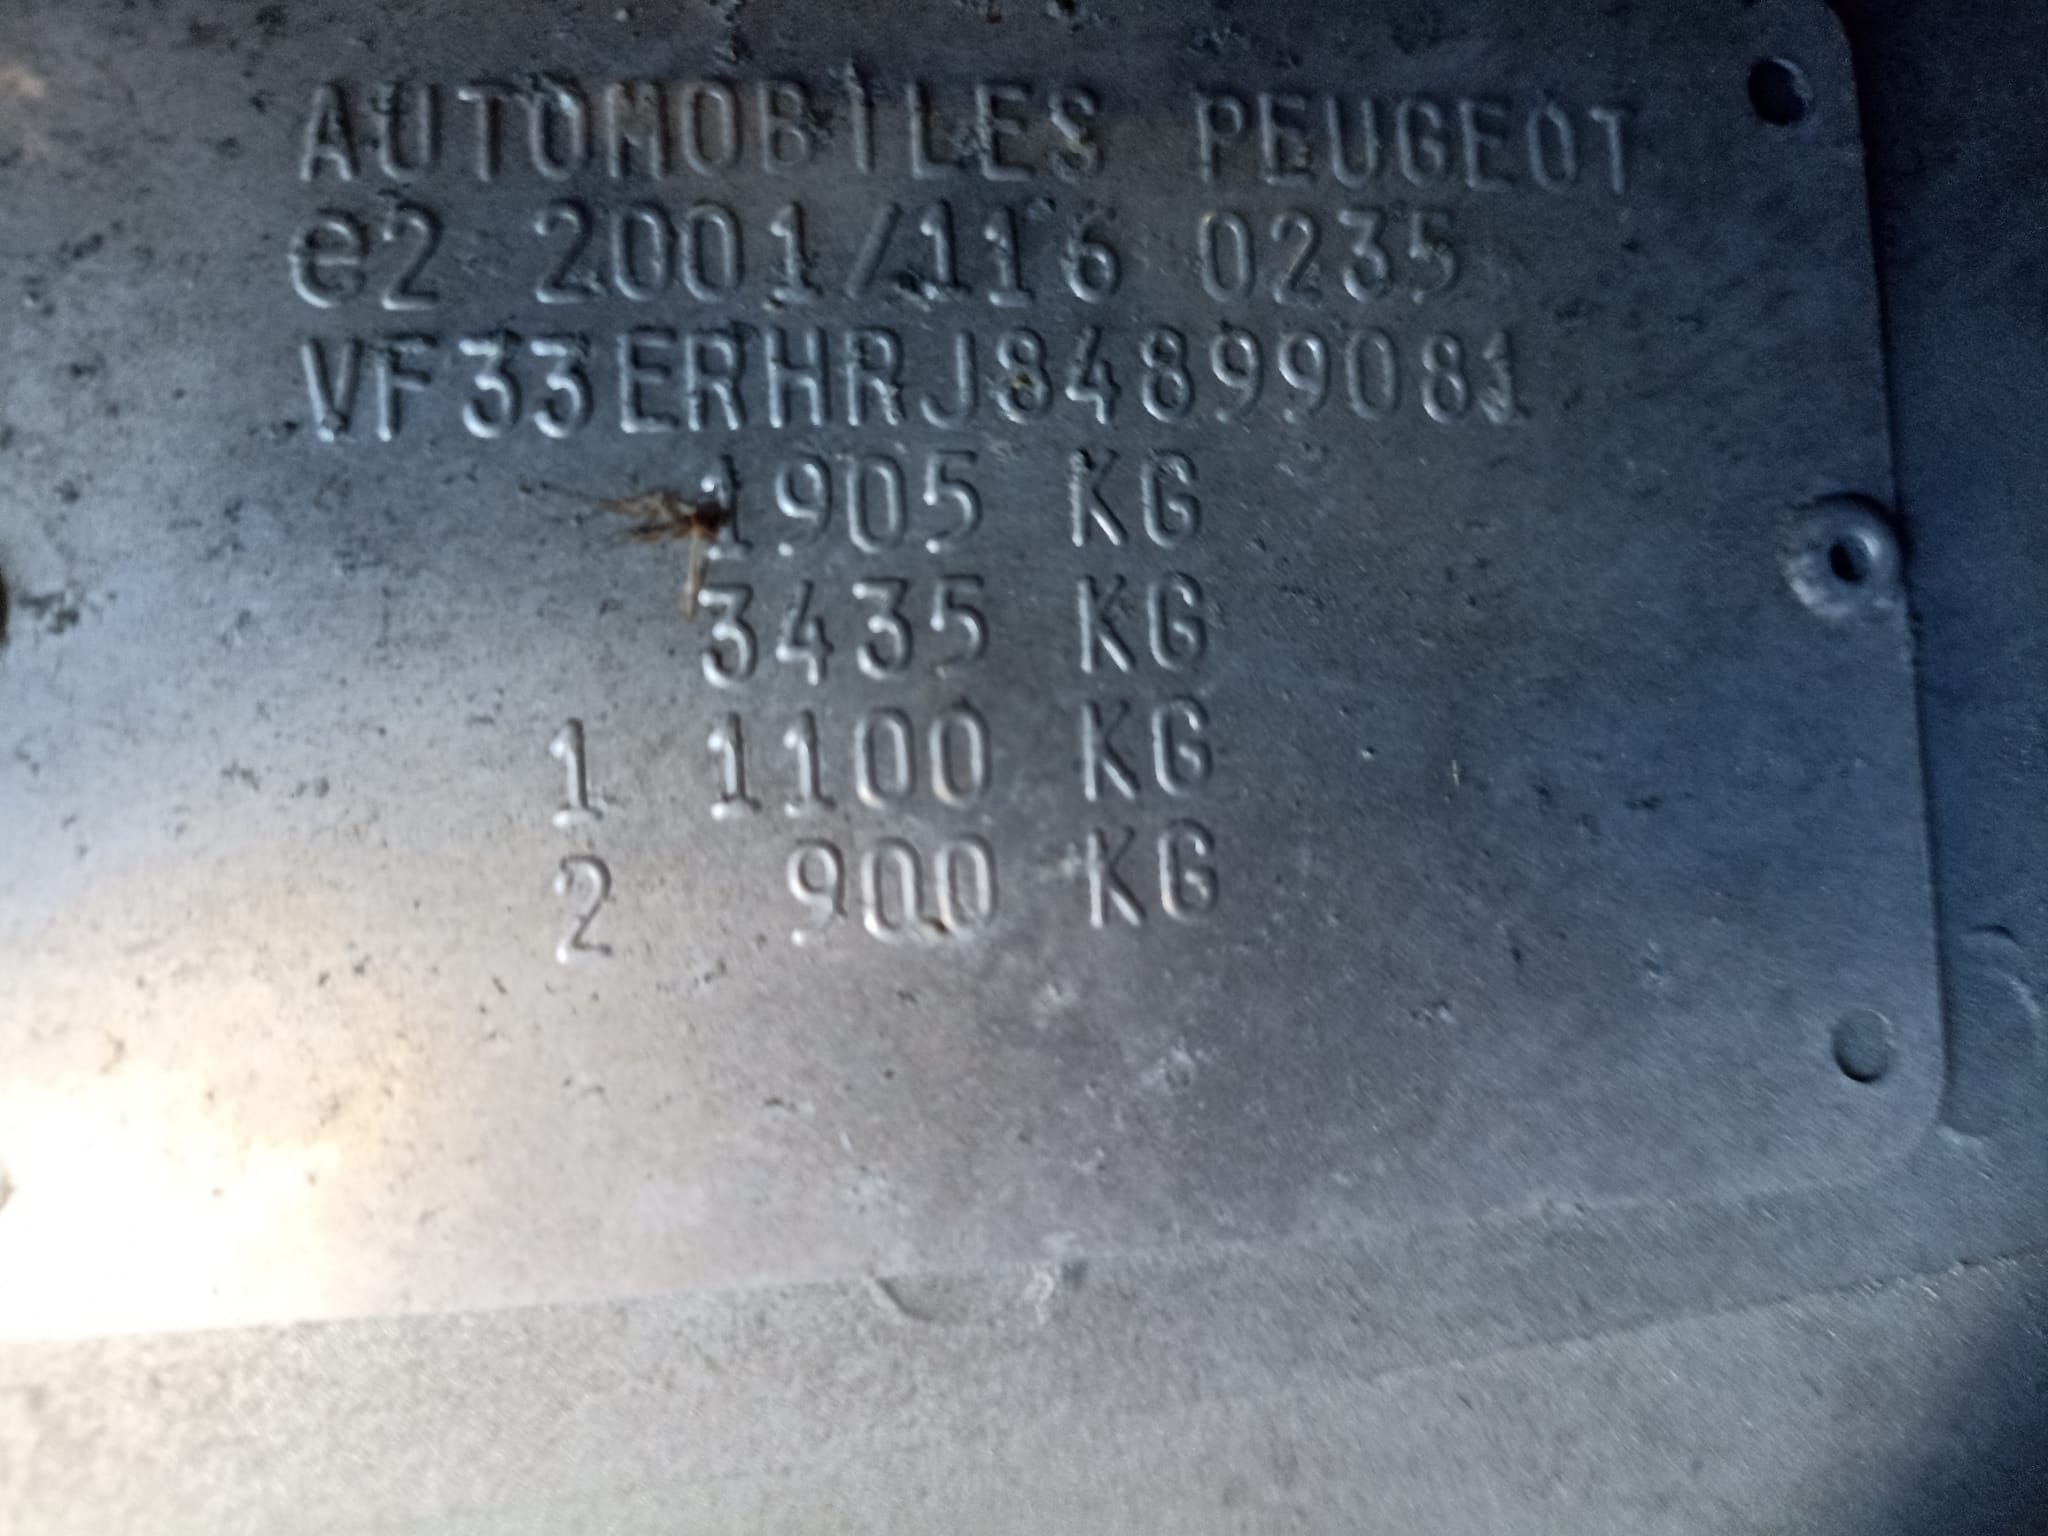 AUTOMOBILES PEUGEOT
e2 2001/116 0235
VF33ERHRJ84899081
1905 KG
3435 KG
1 1100 KG
2 900 KG